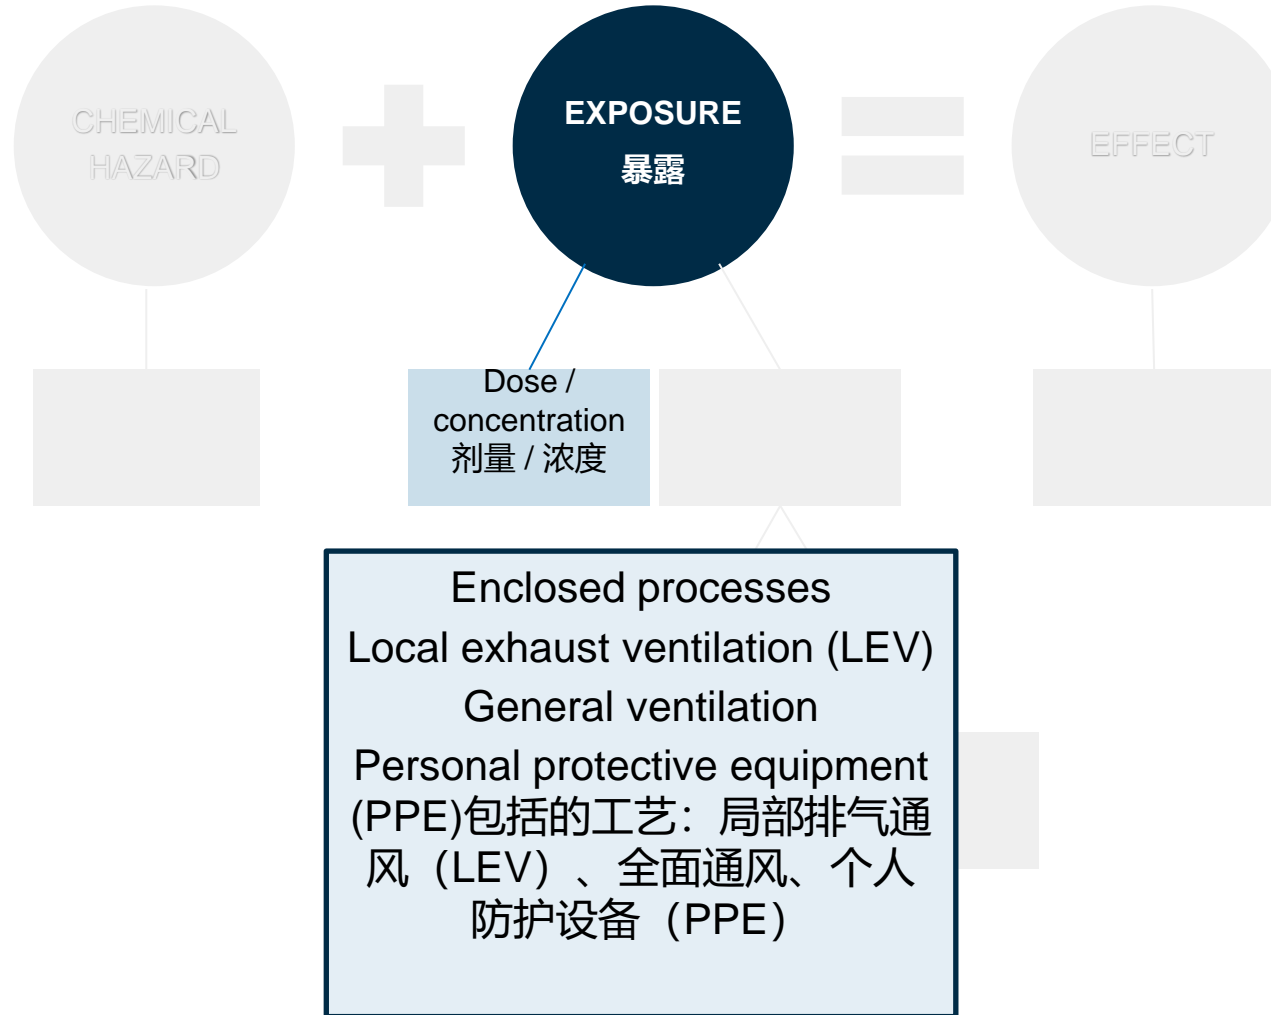 CHEMICAL
HAZARD
EXPOSURE
暴露
EFFECT
Dose /
concentration
剂量 / 浓度
Enclosed processes
Local exhaust ventilation (LEV)
General ventilation
Personal protective equipment
(PPE)包括的工艺：局部排气通
风（LEV）、全面通风、个人
防护设备（PPE）